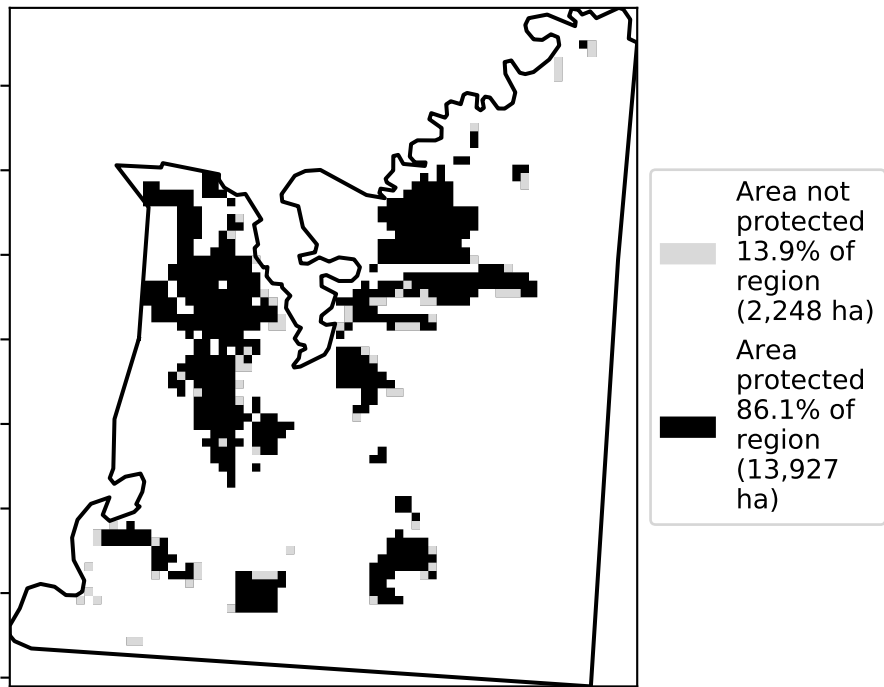 Area not
protected
13.9% of
region
(2,248 ha)
Area
protected
86.1% of
region
(13,927
ha)